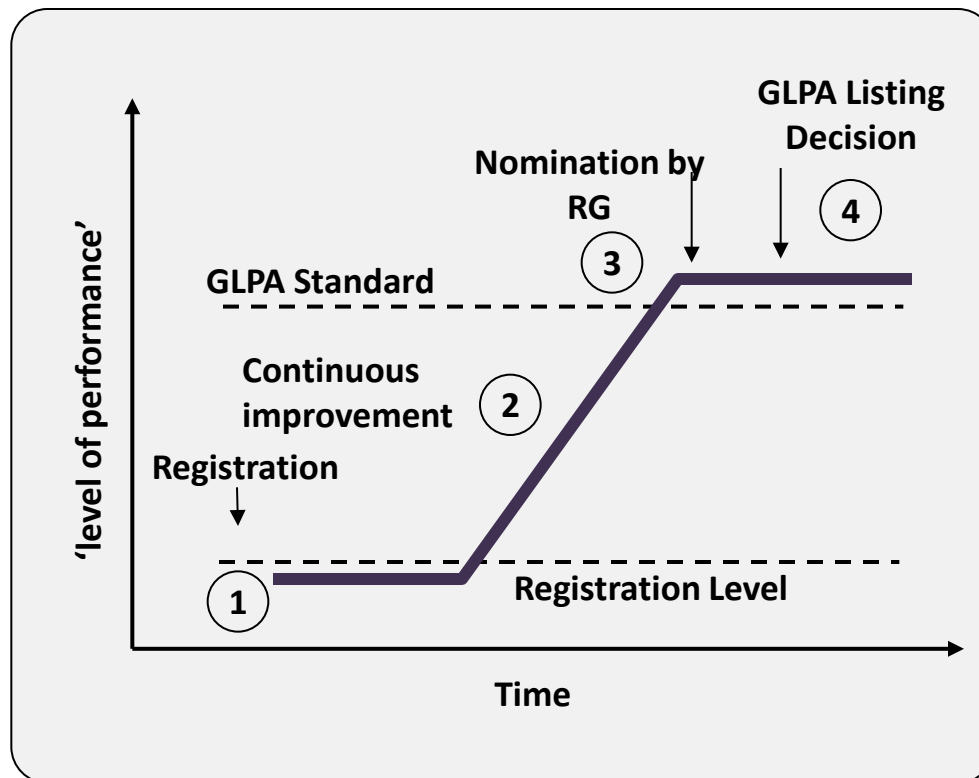 GLPA Listing
Decision
Nomination by
RG
4
3
GLPA Standard
Continuous
improvement
2
Registration
‘level of performance’
1
Registration Level
Time